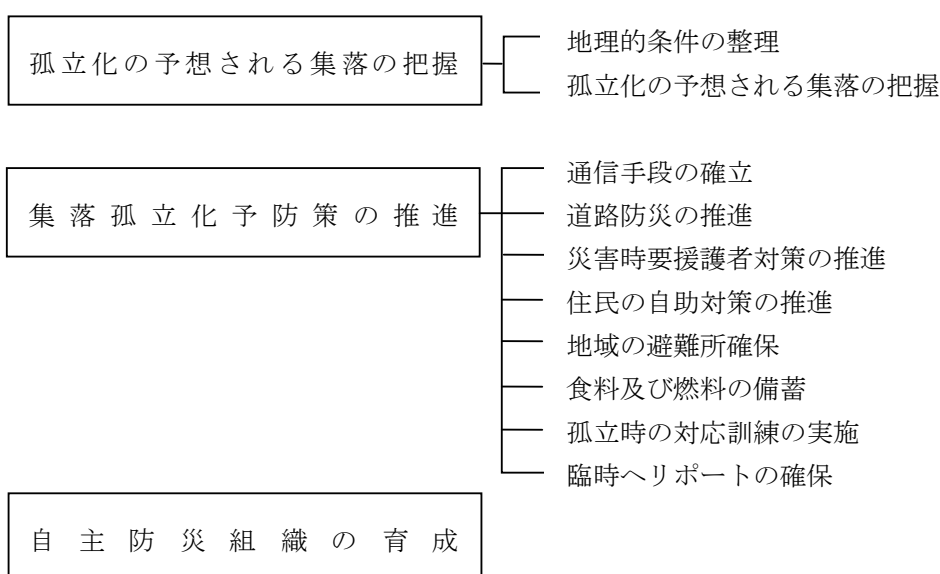 孤立化の予想される集落の把握
地理的条件の整理
孤立化の予想される集落の把握
集落孤立化予防策の推進
通信手段の確立
道路防災の推進
災害時要援護者対策の推進
住民の自助対策の推進
地域の避難所確保
食料及び燃料の備蓄
孤立時の対応訓練の実施
臨時ヘリポートの確保
自主防災組織の育成